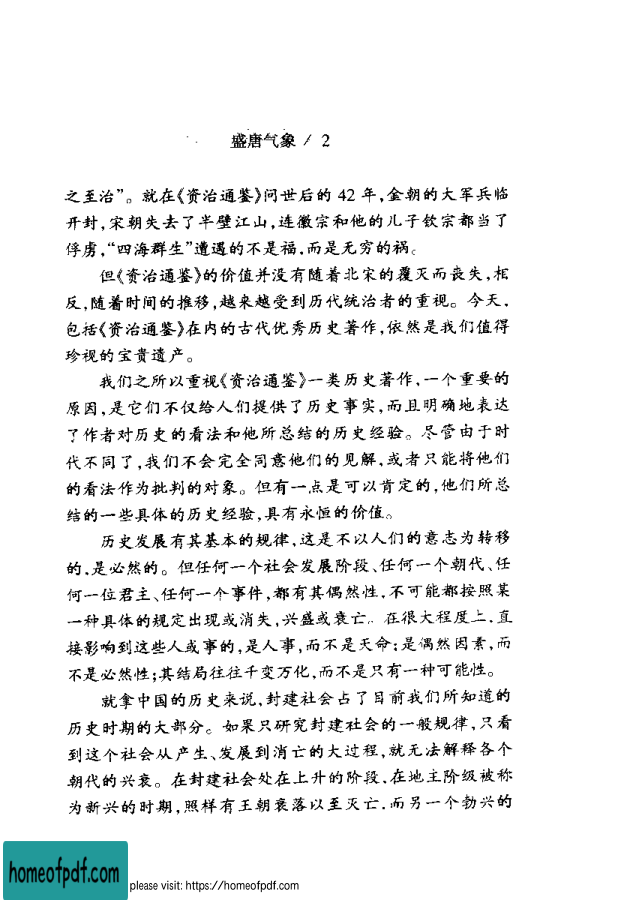 盛唐气象 / 2
之至治”。就在《资治通鉴》问世后的 42 年,金朝的大军兵临
开封,宋朝失去了半壁江山,连徽宗和他的儿子钦宗都当了
俘虏,“四海群生”遭遇的不是福,而是无穷的祸。
但《资治通鉴》的价值并没有随着北宋的覆灭而丧失,相
反,随着时间的推移,越来越受到历代统治者的重视。今天,
包括《资治通鉴》在内的古代优秀历史著作,依然是我们值得
珍视的宝贵遗产。
我们之所以重视《资治通鉴》一类历史著作,一个重要的
原因,是它们不仅给人们提供了历史事实,而且明确地表达
了作者对历史的看法和他所总结的历史经验。尽管由于时
代不同了,我们不会完全同意他们的见解,或者只能将他们
的看法作为批判的对象。但有一点是可以肯定的,他们所总
结的一些具体的历史经验,具有永恒的价值。
历史发展有其基本的规律,这是不以人们的意志为转移
的,是必然的。但任何一个社会发展阶段、任何一个朝代、任
何一位君主、任何一个事件,都有其偶然性,不可能都按照某
一种具体的规定出现或消失,兴盛或衰亡。在很大程度上,直
接影响到这些人或事的,是人事,而不是天命;是偶然因素,而
不是必然性;其结局往往千变万化,而不是只有一种可能性。
就拿中国的历史来说,封建社会占了目前我们所知道的
历史时期的大部分。如果只研究封建社会的一般规律,只看
到这个社会从产生、发展到消亡的大过程,就无法解释各个
朝代的兴衰。在封建社会处在上升的阶段,在地主阶级被称
为新兴的时期,照样有王朝衰落以至灭亡,而另一个勃兴的
homeofpdf.com
please visit: https://homeofpdf.com